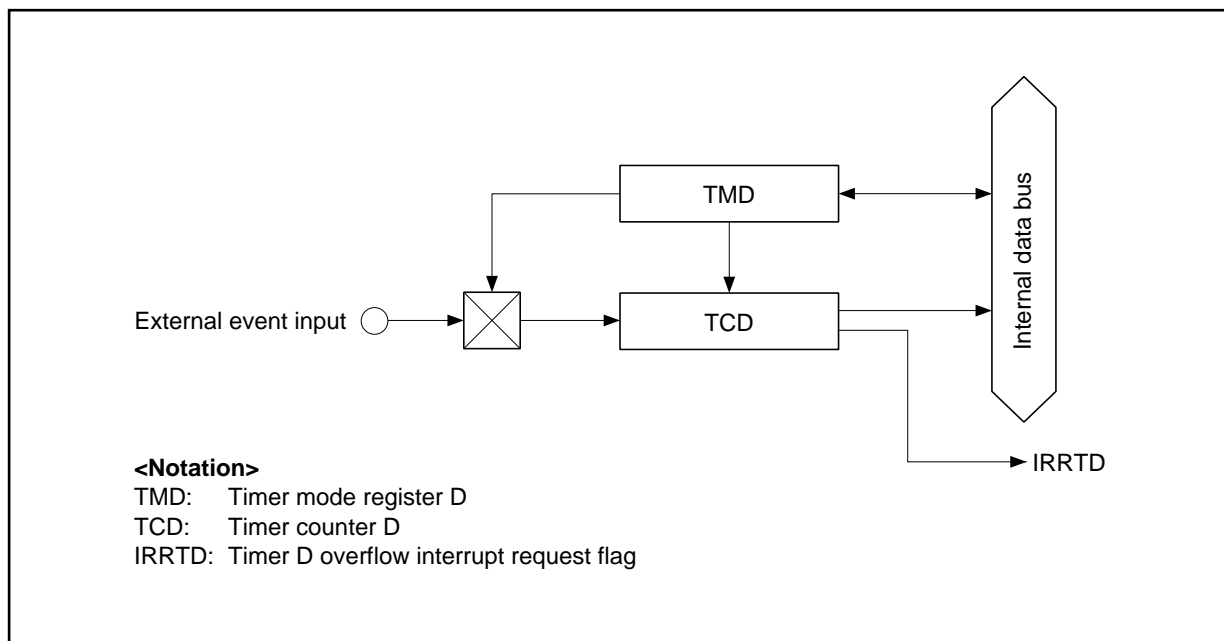 TMD
Internal data bus
External event input
TCD
IRRTD
<Notation>
TMD: Timer mode register D
TCD: Timer counter D
IRRTD: Timer D overflow interrupt request flag